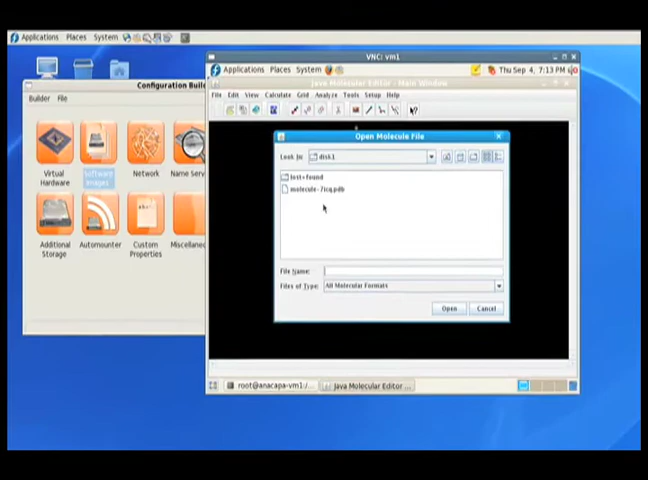 Applications Places System
VNC: vm1
Applications Places System Thu Sep 4, 7:13 PM
Configuration Buil
Java Molecular Editor - Main Window
Builder File
File Edit View Calculate Grid Analyze Tools Setup Help
Open Molecule File
Look In: disk1
lost+found
molecule-7icq.pdb
Virtual Hardware
Software Images
Network
Name Serv
Additional Storage
Automounter
Custom Properties
Miscellane
File Name:
Files of Type: All Molecular Formats
Open Cancel
root@anacapa-vm1:/... Java Molecular Editor ...